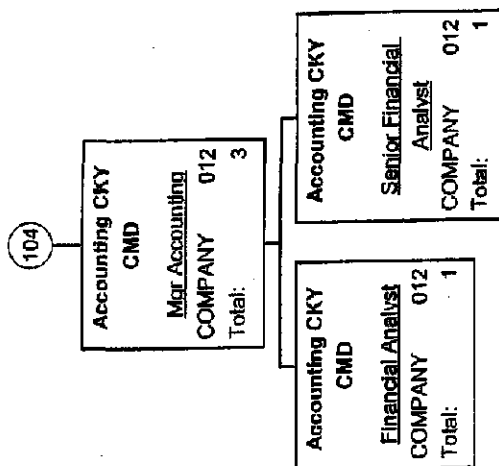 104
Accounting CKY
CMD
Mgr Accounting
COMPANY 012
Total: 3
Accounting CKY
CMD
Financial Analyst
COMPANY 012
Total: 1
Accounting CKY
CMD
Senior Financial
Analyst
COMPANY 012
Total: 1